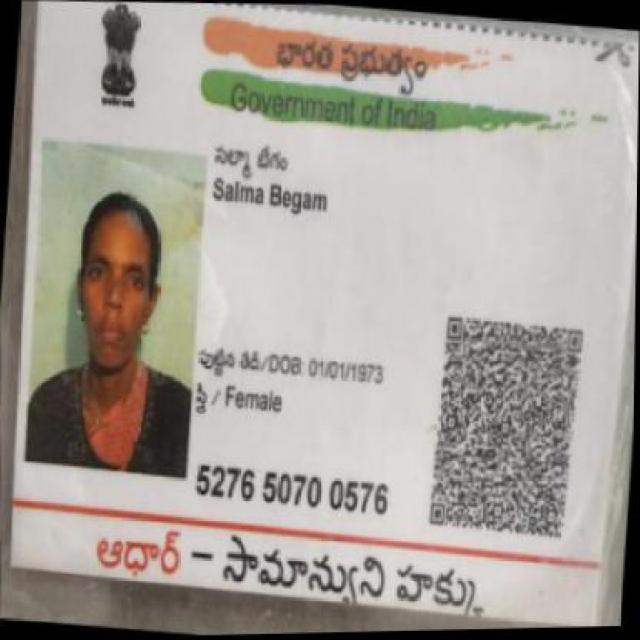 భారత ప్రభుత్వం
Government of India
సల్మా బేగం
Salma Begam
పుట్టిన తేదీ/DOB: 01/01/1973
స్త్రీ / Female
5276 5070 0576
ఆధార్ – సామాన్యుని హక్కు